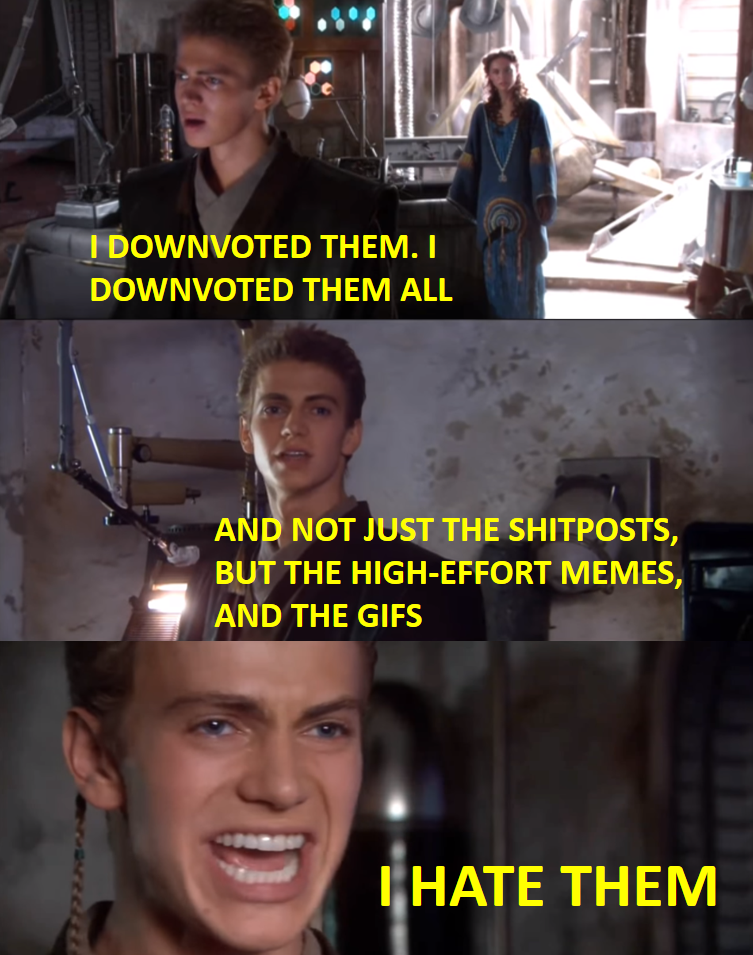 I DOWNVOTED THEM. I
DOWNVOTED THEM ALL
AND NOT JUST THE SHITPOSTS,
BUT THE HIGH-EFFORT MEMES,
AND THE GIFS
I HATE THEM